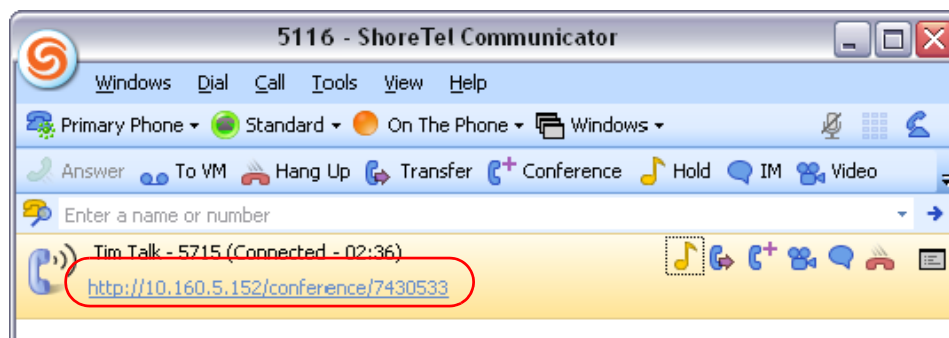 5116 - ShoreTel Communicator
Windows Dial Call Tools View Help
Primary Phone Standard On The Phone Windows
Answer To VM Hang Up Transfer Conference Hold IM Video
Enter a name or number
Tim Talk - 5715 (Connected - 02:36)
http://10.160.5.152/conference/7430533